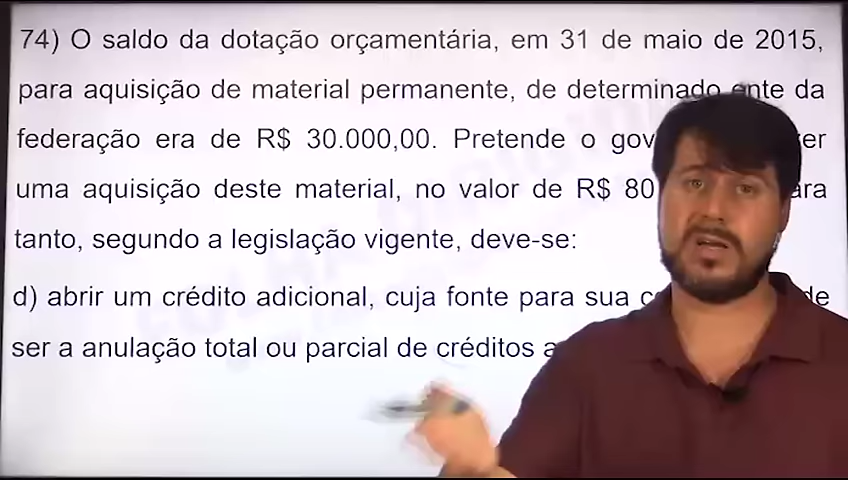 74) O saldo da dotação orçamentária, em 31 de maio de 2015,
para aquisição de material permanente, de determinado ente da
federação era de R$ 30.000,00. Pretende o gov
uma aquisição deste material, no valor de R$ 80
tanto, segundo a legislação vigente, deve-se:
d) abrir um crédito adicional, cuja fonte para sua de
ser a anulação total ou parcial de créditos